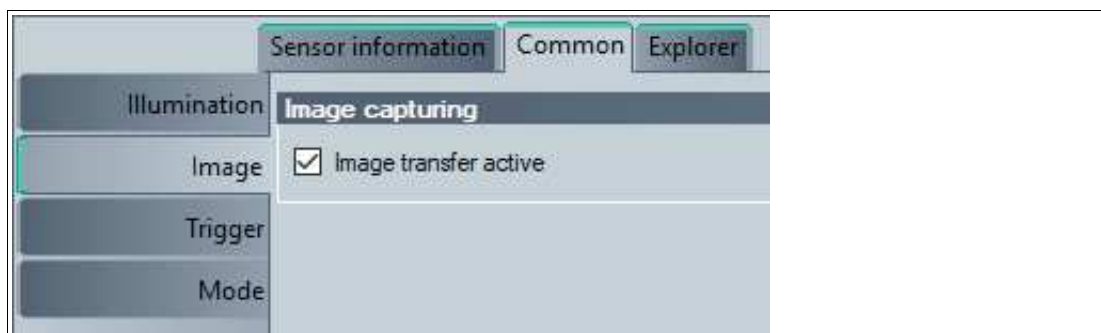 Sensor information Common Explorer
Illumination
Image capturing
Image
Image transfer active
Trigger
Mode